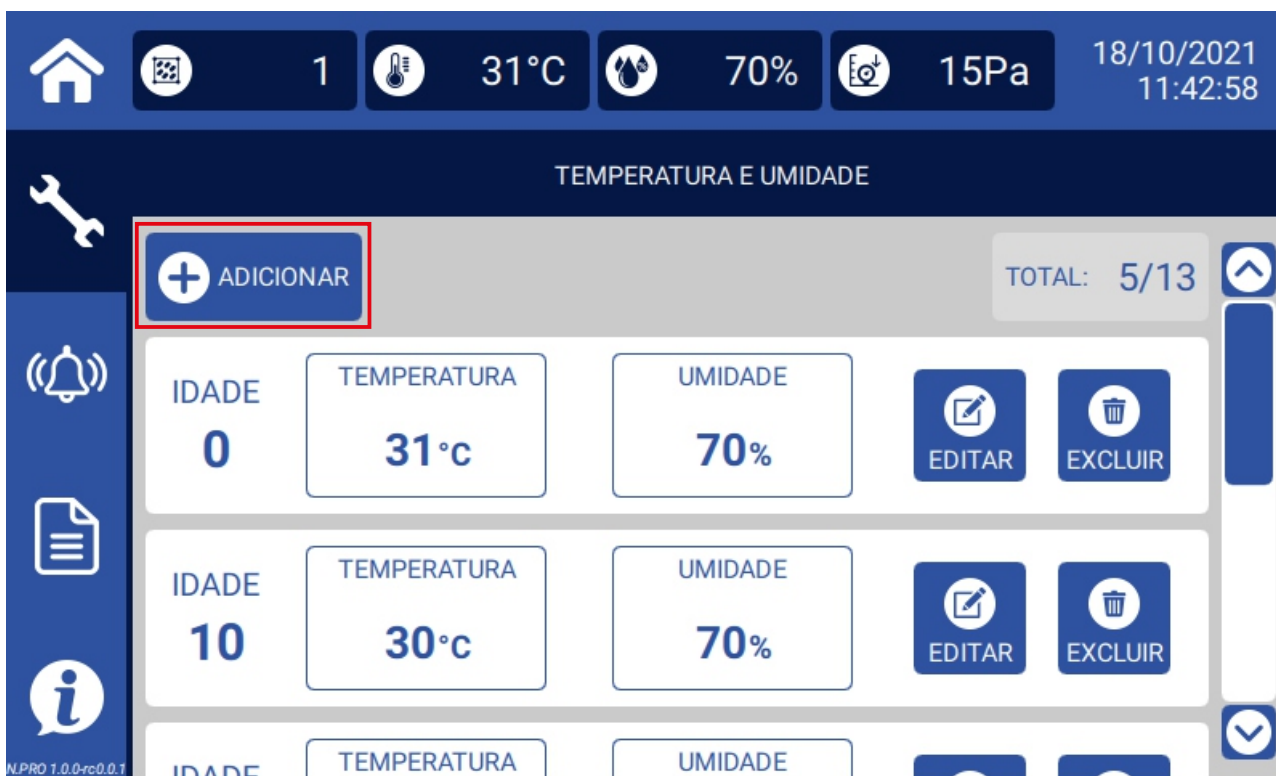 1
31°C
70%
15Pa
18/10/2021
11:42:58
TEMPERATURA E UMIDADE
ADICIONAR
TOTAL: 5/13
IDADE
0
TEMPERATURA
31°C
UMIDADE
70%
EDITAR
EXCLUIR
IDADE
10
TEMPERATURA
30°C
UMIDADE
70%
EDITAR
EXCLUIR
IDADE
TEMPERATURA
UMIDADE
N.PRO 1.0.0-rc0.0.1